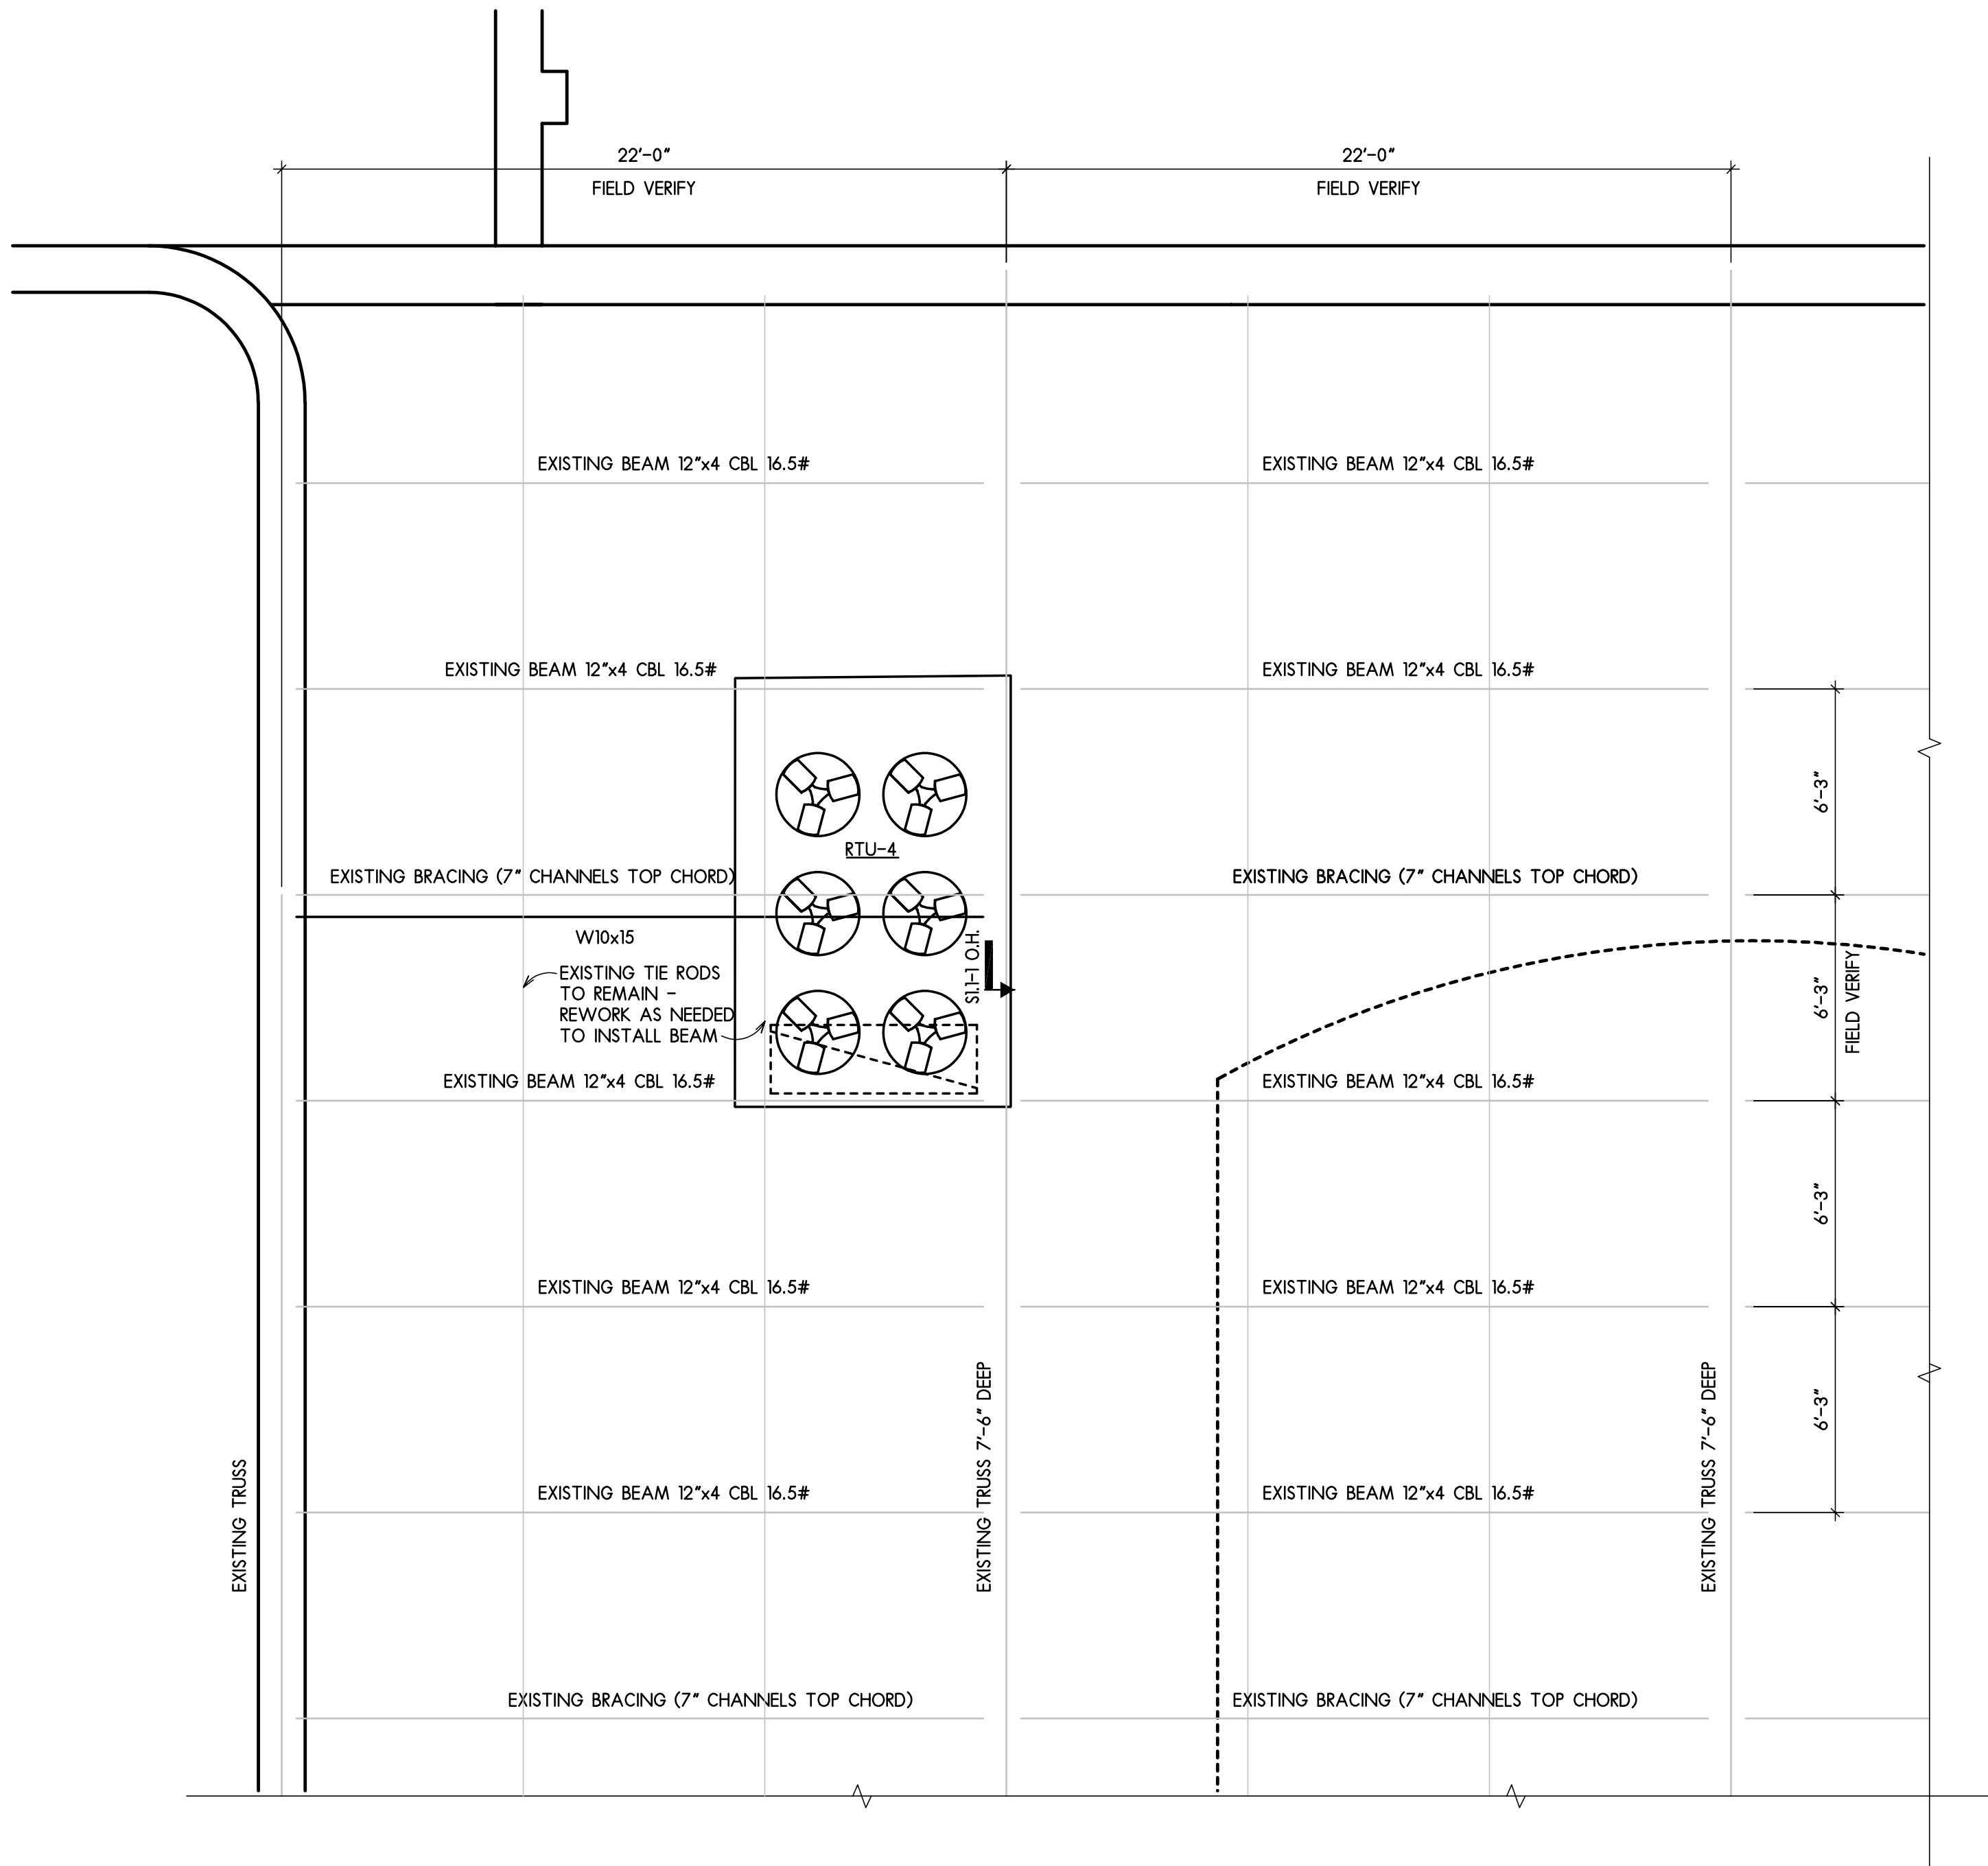 22'-0"
FIELD VERIFY
22'-0"
FIELD VERIFY
EXISTING BEAM 12"x4 CBL 16.5#
EXISTING BEAM 12"x4 CBL 16.5#
EXISTING BEAM 12"x4 CBL 16.5#
EXISTING BEAM 12"x4 CBL 16.5#
6'-3"
RTU-4
EXISTING BRACING (7" CHANNELS TOP CHORD)
EXISTING BRACING (7" CHANNELS TOP CHORD)
W10x15
S1.1-1 O.H.
EXISTING TIE RODS
TO REMAIN -
REWORK AS NEEDED
TO INSTALL BEAM
6'-3"
FIELD VERIFY
EXISTING BEAM 12"x4 CBL 16.5#
EXISTING BEAM 12"x4 CBL 16.5#
6'-3"
EXISTING BEAM 12"x4 CBL 16.5#
EXISTING BEAM 12"x4 CBL 16.5#
6'-3"
EXISTING TRUSS
EXISTING TRUSS 7'-6" DEEP
EXISTING TRUSS 7'-6" DEEP
EXISTING BEAM 12"x4 CBL 16.5#
EXISTING BEAM 12"x4 CBL 16.5#
EXISTING BRACING (7" CHANNELS TOP CHORD)
EXISTING BRACING (7" CHANNELS TOP CHORD)